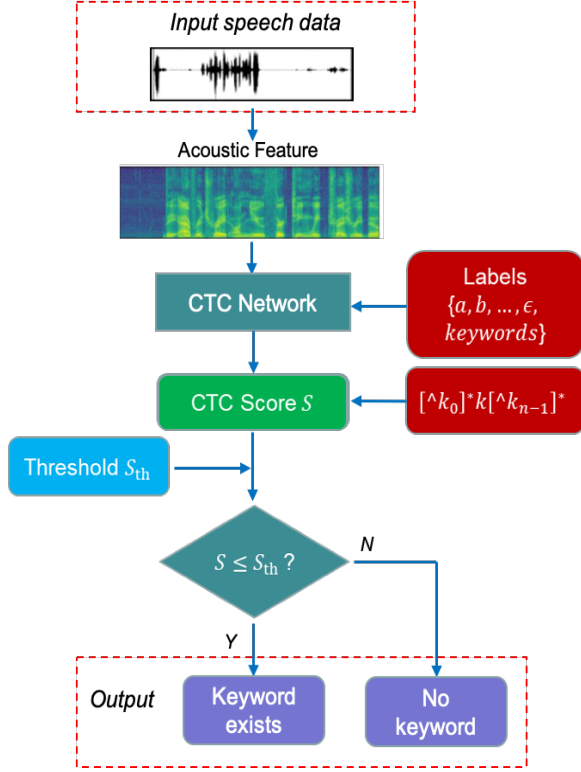 Input speech data
Acoustic Feature
CTC Network
Labels
{a, b, ..., ϵ,
keywords}
CTC Score S
[^k₀]*k[^kₙ₋₁]*
Threshold Sth
S ≤ Sth ?
N
Y
Output
Keyword
exists
No
keyword